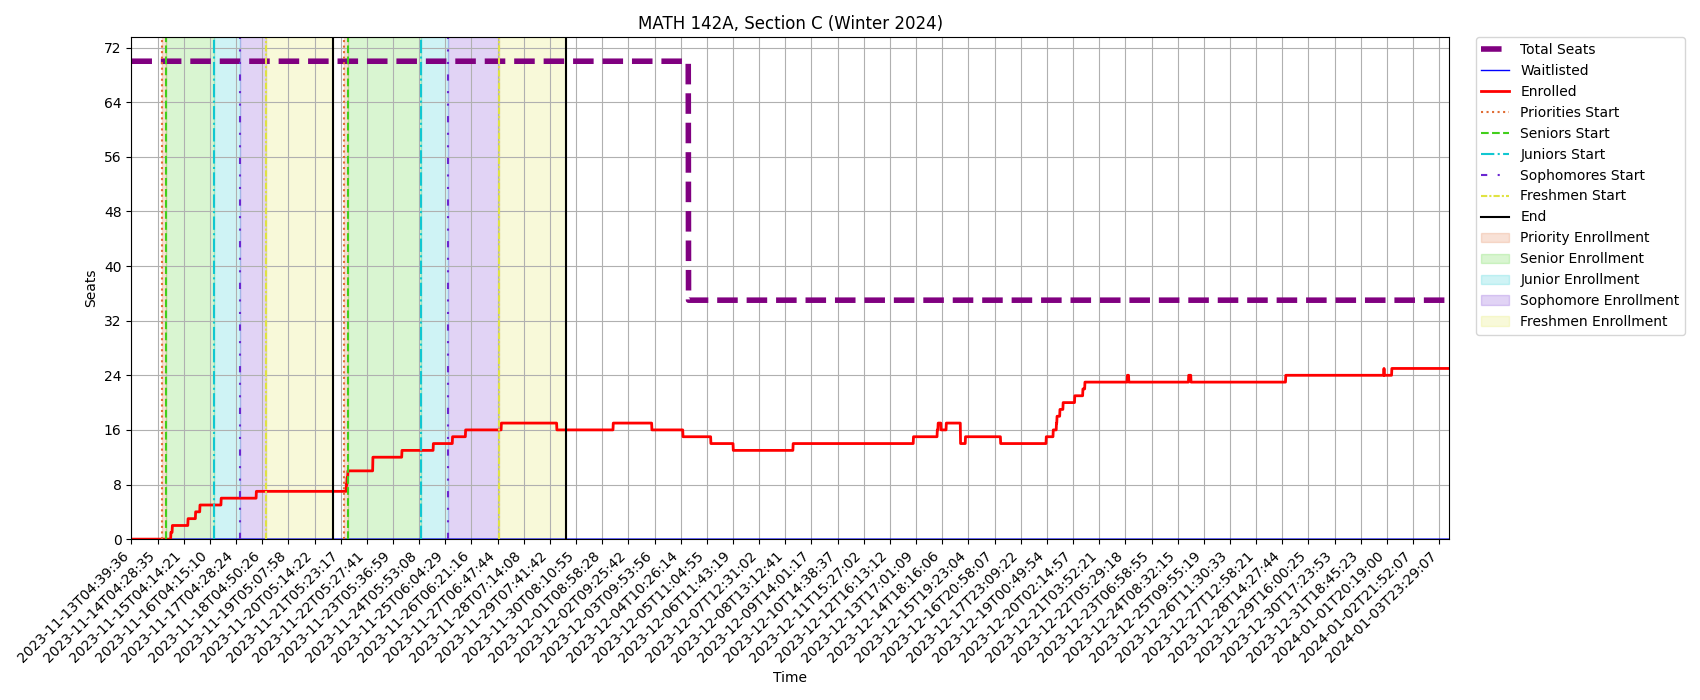 MATH 142A, Section C (Winter 2024)
72
64
56
48
40
32
24
16
8
0
Seats
2023-11-13T04:39:36
2023-11-14T04:28:35
2023-11-15T04:14:21
2023-11-16T04:15:10
2023-11-17T04:28:24
2023-11-18T04:50:26
2023-11-19T05:07:58
2023-11-20T05:14:22
2023-11-21T05:23:17
2023-11-22T05:27:41
2023-11-23T05:36:59
2023-11-24T05:53:08
2023-11-25T06:04:29
2023-11-26T06:21:16
2023-11-27T06:47:44
2023-11-28T07:14:08
2023-11-29T07:41:42
2023-11-30T08:10:55
2023-12-01T08:58:28
2023-12-02T09:25:42
2023-12-03T09:53:56
2023-12-04T10:26:14
2023-12-05T11:04:55
2023-12-06T11:43:19
2023-12-07T12:31:02
2023-12-08T13:12:41
2023-12-09T14:01:17
2023-12-10T14:38:37
2023-12-11T15:27:02
2023-12-12T16:13:12
2023-12-13T17:01:09
2023-12-14T18:16:06
2023-12-15T19:23:04
2023-12-16T20:58:07
2023-12-17T23:09:22
2023-12-19T00:49:54
2023-12-20T02:14:57
2023-12-21T03:52:21
2023-12-22T05:29:18
2023-12-23T06:58:55
2023-12-24T08:32:15
2023-12-25T09:55:19
2023-12-26T11:30:33
2023-12-27T12:58:21
2023-12-28T14:27:44
2023-12-29T16:00:25
2023-12-30T17:23:53
2023-12-31T18:45:23
2024-01-01T20:19:00
2024-01-02T21:52:07
2024-01-03T23:29:07
Time
Total Seats
Waitlisted
Enrolled
Priorities Start
Seniors Start
Juniors Start
Sophomores Start
Freshmen Start
End
Priority Enrollment
Senior Enrollment
Junior Enrollment
Sophomore Enrollment
Freshmen Enrollment